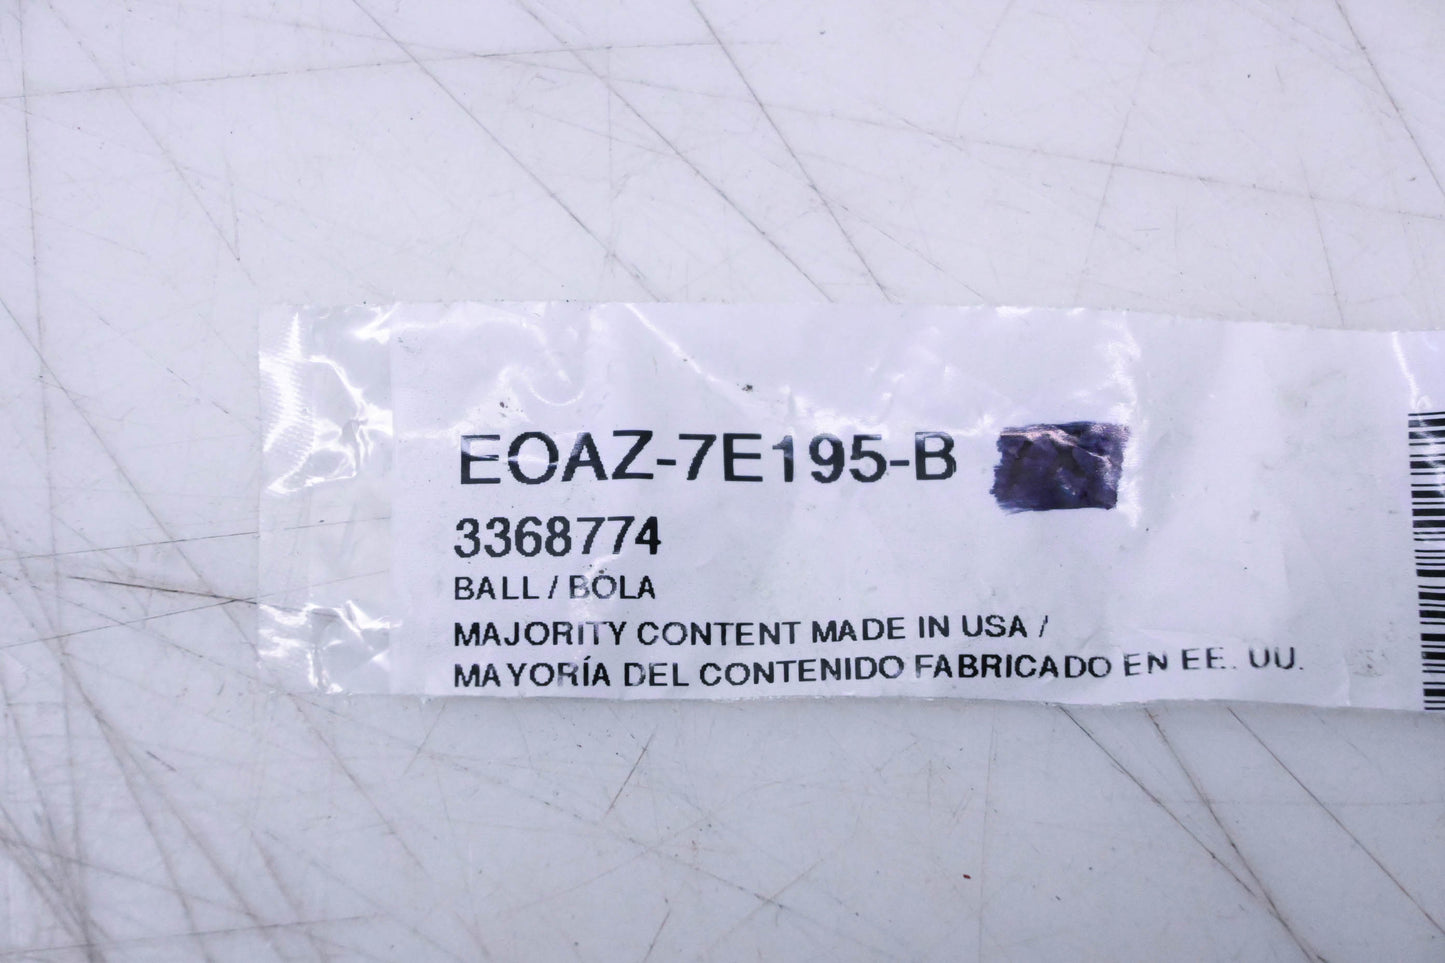 EOAZ-7E195-B
3368774
BALL / BOLA
MAJORITY CONTENT MADE IN USA /
MAYORÍA DEL CONTENIDO FABRICADO EN EE. UU.